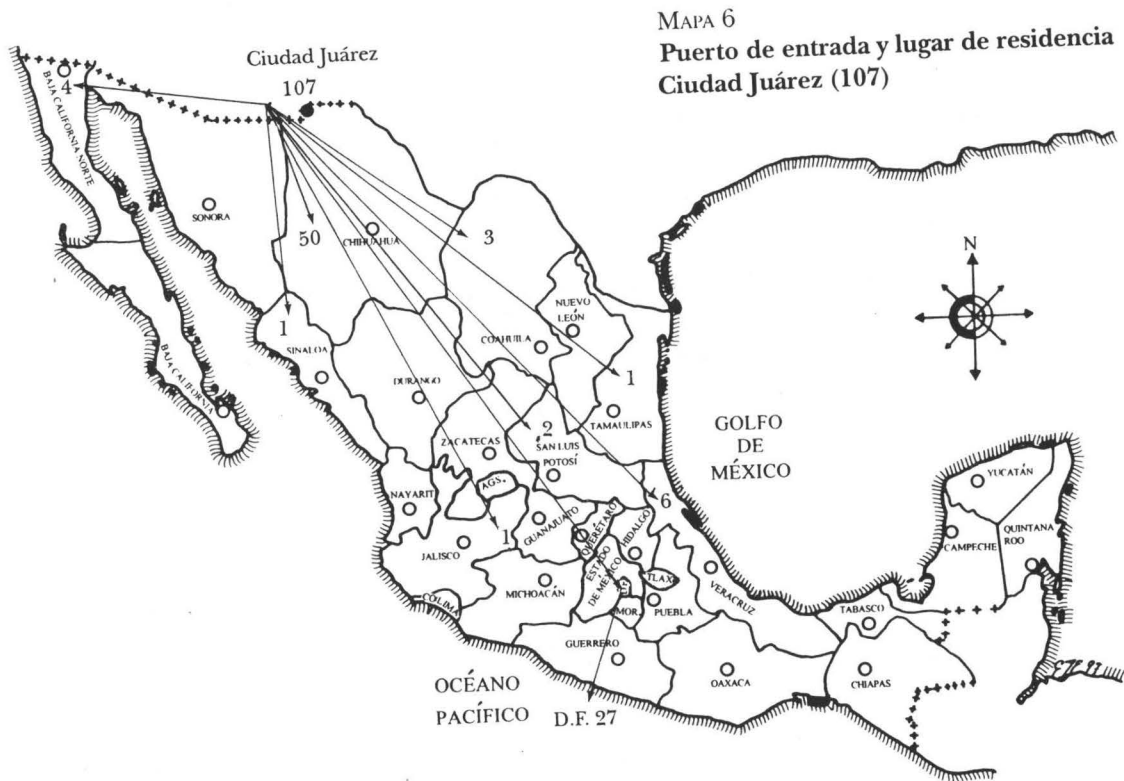 MAPA 6
Puerto de entrada y lugar de residencia
Ciudad Juárez (107)
Ciudad Juárez
107
4
BAJA CALIFORNIA NORTE
SONORA
50
CHIHUAHUA
3
NUEVO
LEÓN
1
SINALOA
COAHUILA
1
BAJA CALIFORNIA
DURANGO
TAMAULIPAS
2
SAN LUIS
POTOSÍ
ZACATECAS
AGS.
NAYARIT
6
1
GUANAJUATO
QUERÉTARO
HIDALGO
JALISCO
ESTADO
DE MÉXICO
TLAX.
VERACRUZ
COLIMA
MICHOACÁN
MOR.
PUEBLA
GUERRERO
OAXACA
TABASCO
CHIAPAS
CAMPECHE
YUCATÁN
QUINTANA
ROO
GOLFO
DE
MÉXICO
N
OCÉANO
PACÍFICO
D.F. 27